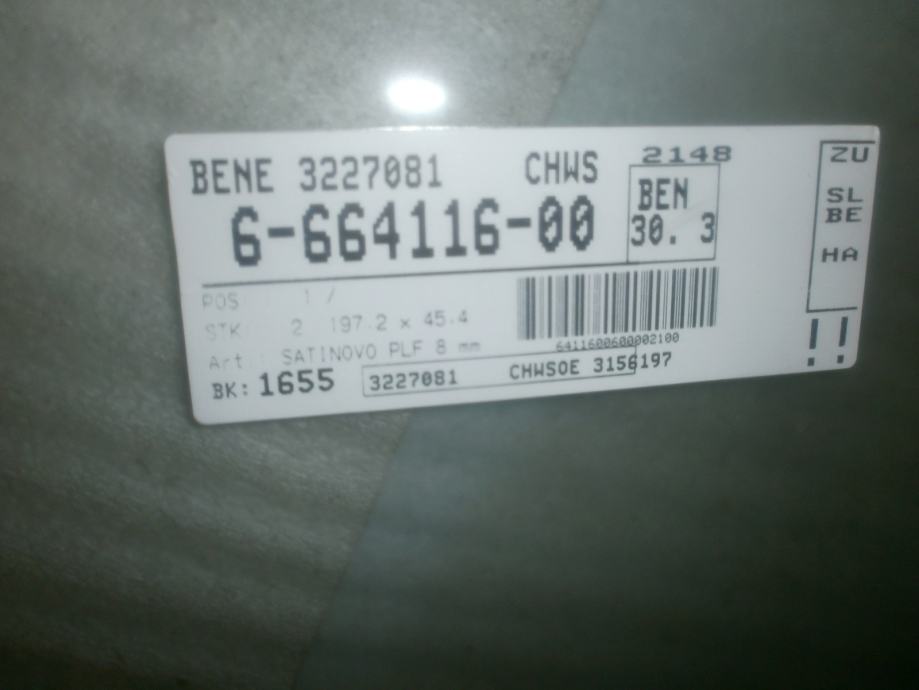 BENE 3227081 CHWS 2148
6-664116-00 BEN
30. 3
POS : 1 /
STK 2 197.2 x 45.4
Art : SATINOVO PLF 8 mm
6411600600002100
BK: 1655 3227081 CHWSOE 3156197
ZU
SL
BE
HA
!!